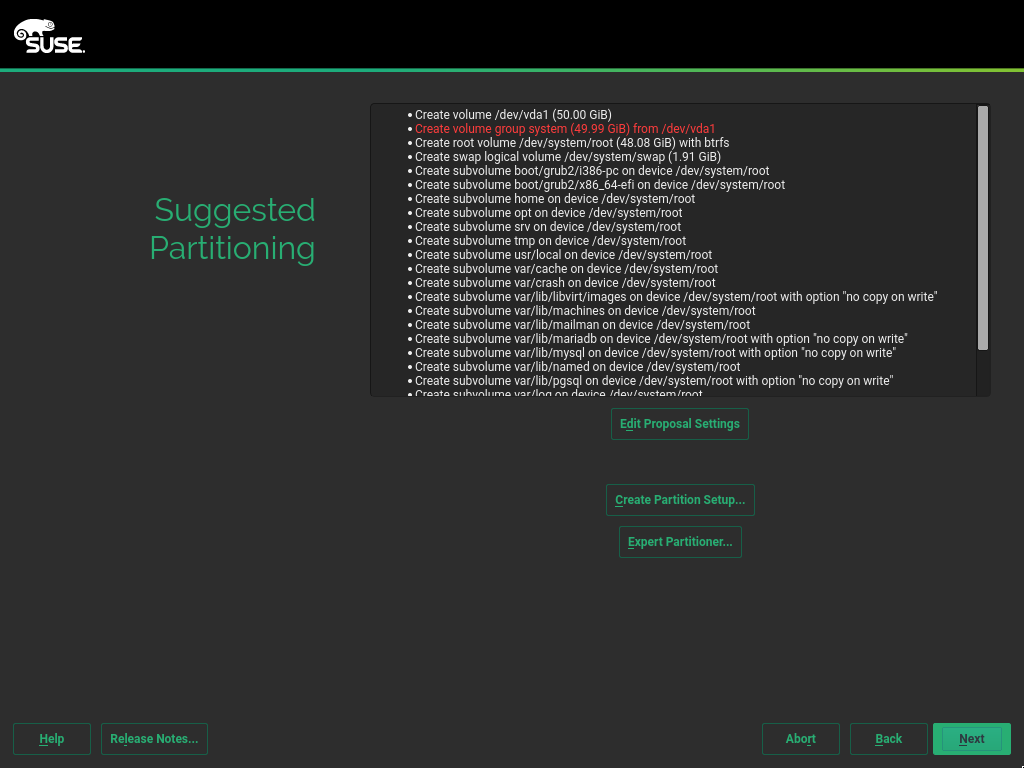 SUSE.
Suggested
Partitioning
• Create volume /dev/vda1 (50.00 GiB)
• Create volume group system (49.99 GiB) from /dev/vda1
• Create root volume /dev/system/root (48.08 GiB) with btrfs
• Create swap logical volume /dev/system/swap (1.91 GiB)
• Create subvolume boot/grub2/i386-pc on device /dev/system/root
• Create subvolume boot/grub2/x86_64-efi on device /dev/system/root
• Create subvolume home on device /dev/system/root
• Create subvolume opt on device /dev/system/root
• Create subvolume srv on device /dev/system/root
• Create subvolume tmp on device /dev/system/root
• Create subvolume usr/local on device /dev/system/root
• Create subvolume var/cache on device /dev/system/root
• Create subvolume var/crash on device /dev/system/root
• Create subvolume var/lib/libvirt/images on device /dev/system/root with option "no copy on write"
• Create subvolume var/lib/machines on device /dev/system/root
• Create subvolume var/lib/mailman on device /dev/system/root
• Create subvolume var/lib/mariadb on device /dev/system/root with option "no copy on write"
• Create subvolume var/lib/mysql on device /dev/system/root with option "no copy on write"
• Create subvolume var/lib/named on device /dev/system/root
• Create subvolume var/lib/pgsql on device /dev/system/root with option "no copy on write"
• Create subvolume var/log on device /dev/system/root
Edit Proposal Settings
Create Partition Setup...
Expert Partitioner...
Help
Release Notes...
Abort
Back
Next